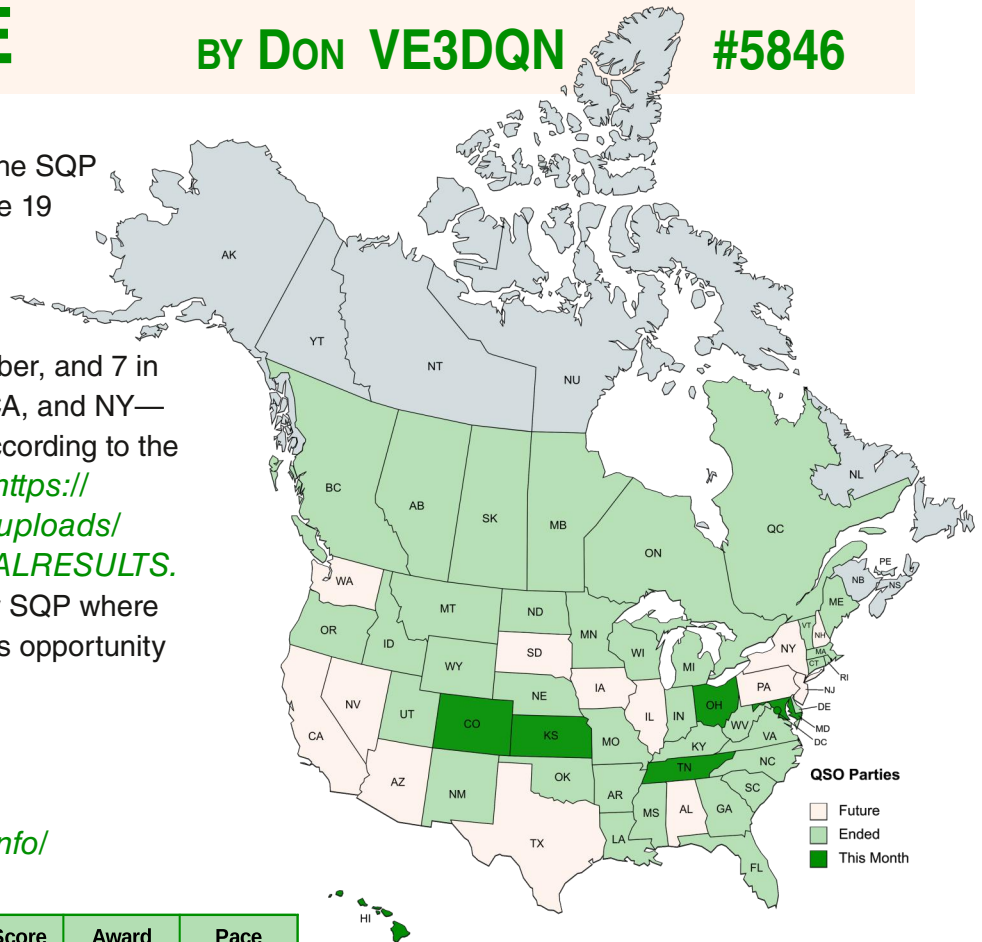 BY DON VE3DQN #5846
he SQP
e 19
ber, and 7 in
CA, and NY—
ccording to the
https://
uploads/
ALRESULTS.
SQP where
s opportunity
nfo/
Score Award Pace
AK
YT
NT
NU
BC
AB
SK
MB
ON
QC
NL
PE
NB
NS
WA
MT
ND
MN
ME
VT
NH
OR
ID
WY
SD
WI
MI
NY
MA
CT
RI
NV
UT
NE
IA
PA
NJ
CA
CO
KS
IL
IN
OH
WV
DE
MD
DC
MO
KY
VA
AZ
NM
OK
TN
NC
AR
SC
TX
LA
MS
AL
GA
FL
HI
QSO Parties
Future
Ended
This Month